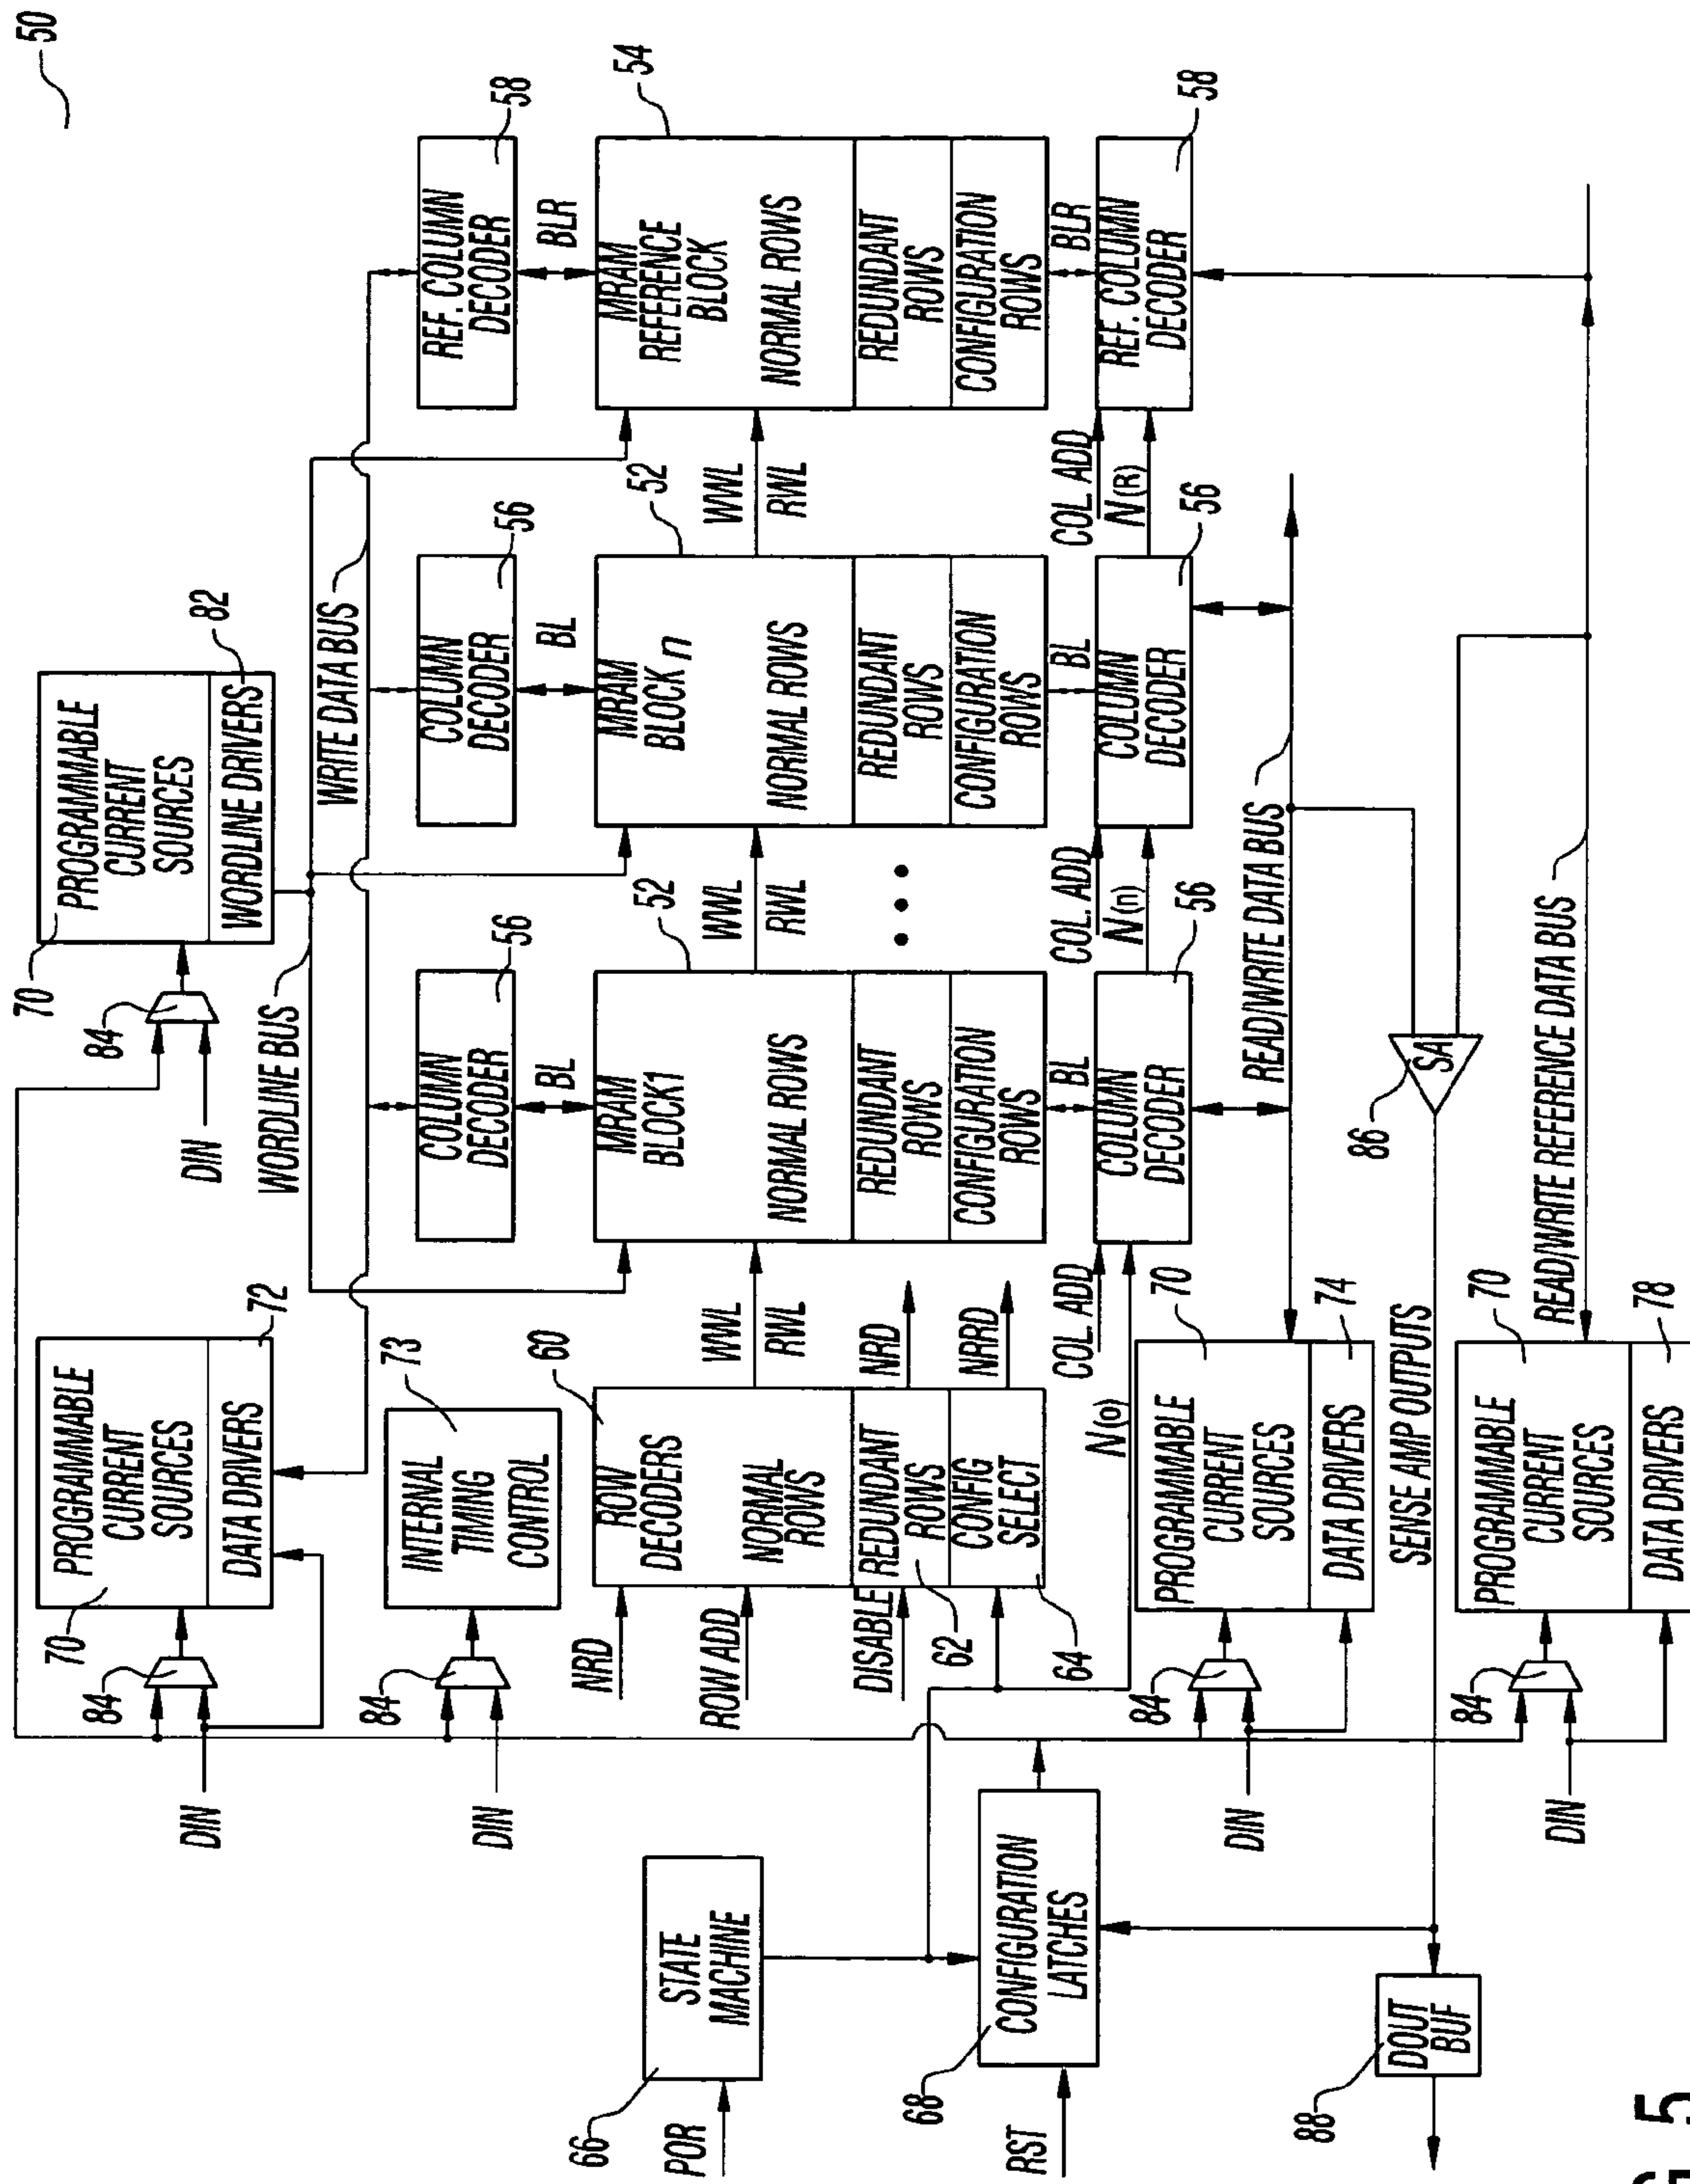 50
70
PROGRAMMABLE
CURRENT
SOURCES
DATA DRIVERS
72
84
DIN
70
PROGRAMMABLE
CURRENT
SOURCES
WORDLINE DRIVERS
82
84
DIN
WORDLINE BUS
WRITE DATA BUS
84
DIN
INTERNAL
TIMING
CONTROL
73
COLUMN
DECODER
56
COLUMN
DECODER
56
REF. COLUMN
DECODER
58
BL
BL
BLR
STATE
MACHINE
66
POR
NRD
ROW ADD
DISABLE
60
ROW
DECODERS
NORMAL
ROWS
REDUNDANT
ROWS
CONFIG
SELECT
62
64
WWL
RWL
NRD
NRRD
MRAM
BLOCK1
NORMAL ROWS
REDUNDANT
ROWS
CONFIGURATION
ROWS
52
WWL
RWL
MRAM
BLOCK n
NORMAL ROWS
REDUNDANT
ROWS
CONFIGURATION
ROWS
52
WWL
RWL
MRAM
REFERENCE
BLOCK
NORMAL ROWS
REDUNDANT
ROWS
CONFIGURATION
ROWS
54
BL
BL
BLR
COL. ADD
N(0)
COLUMN
DECODER
56
COL. ADD
N(n)
COLUMN
DECODER
56
COL. ADD
N(R)
REF. COLUMN
DECODER
58
CONFIGURATION
LATCHES
68
RST
84
DIN
PROGRAMMABLE
CURRENT
SOURCES
DATA DRIVERS
70
74
READ/WRITE DATA BUS
SENSE AMP OUTPUTS
86
SA
DOUT
BUF
88
84
DIN
PROGRAMMABLE
CURRENT
SOURCES
DATA DRIVERS
70
78
READ/WRITE REFERENCE DATA BUS
5